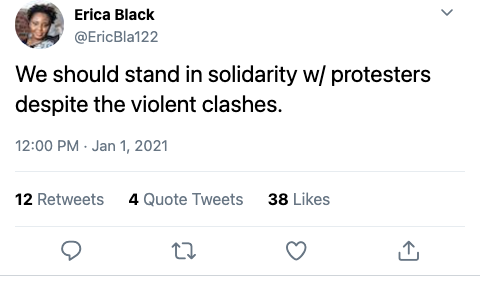 Erica Black
@EricBla122
We should stand in solidarity w/ protesters
despite the violent clashes.
12:00 PM · Jan 1, 2021
12 Retweets 4 Quote Tweets 38 Likes